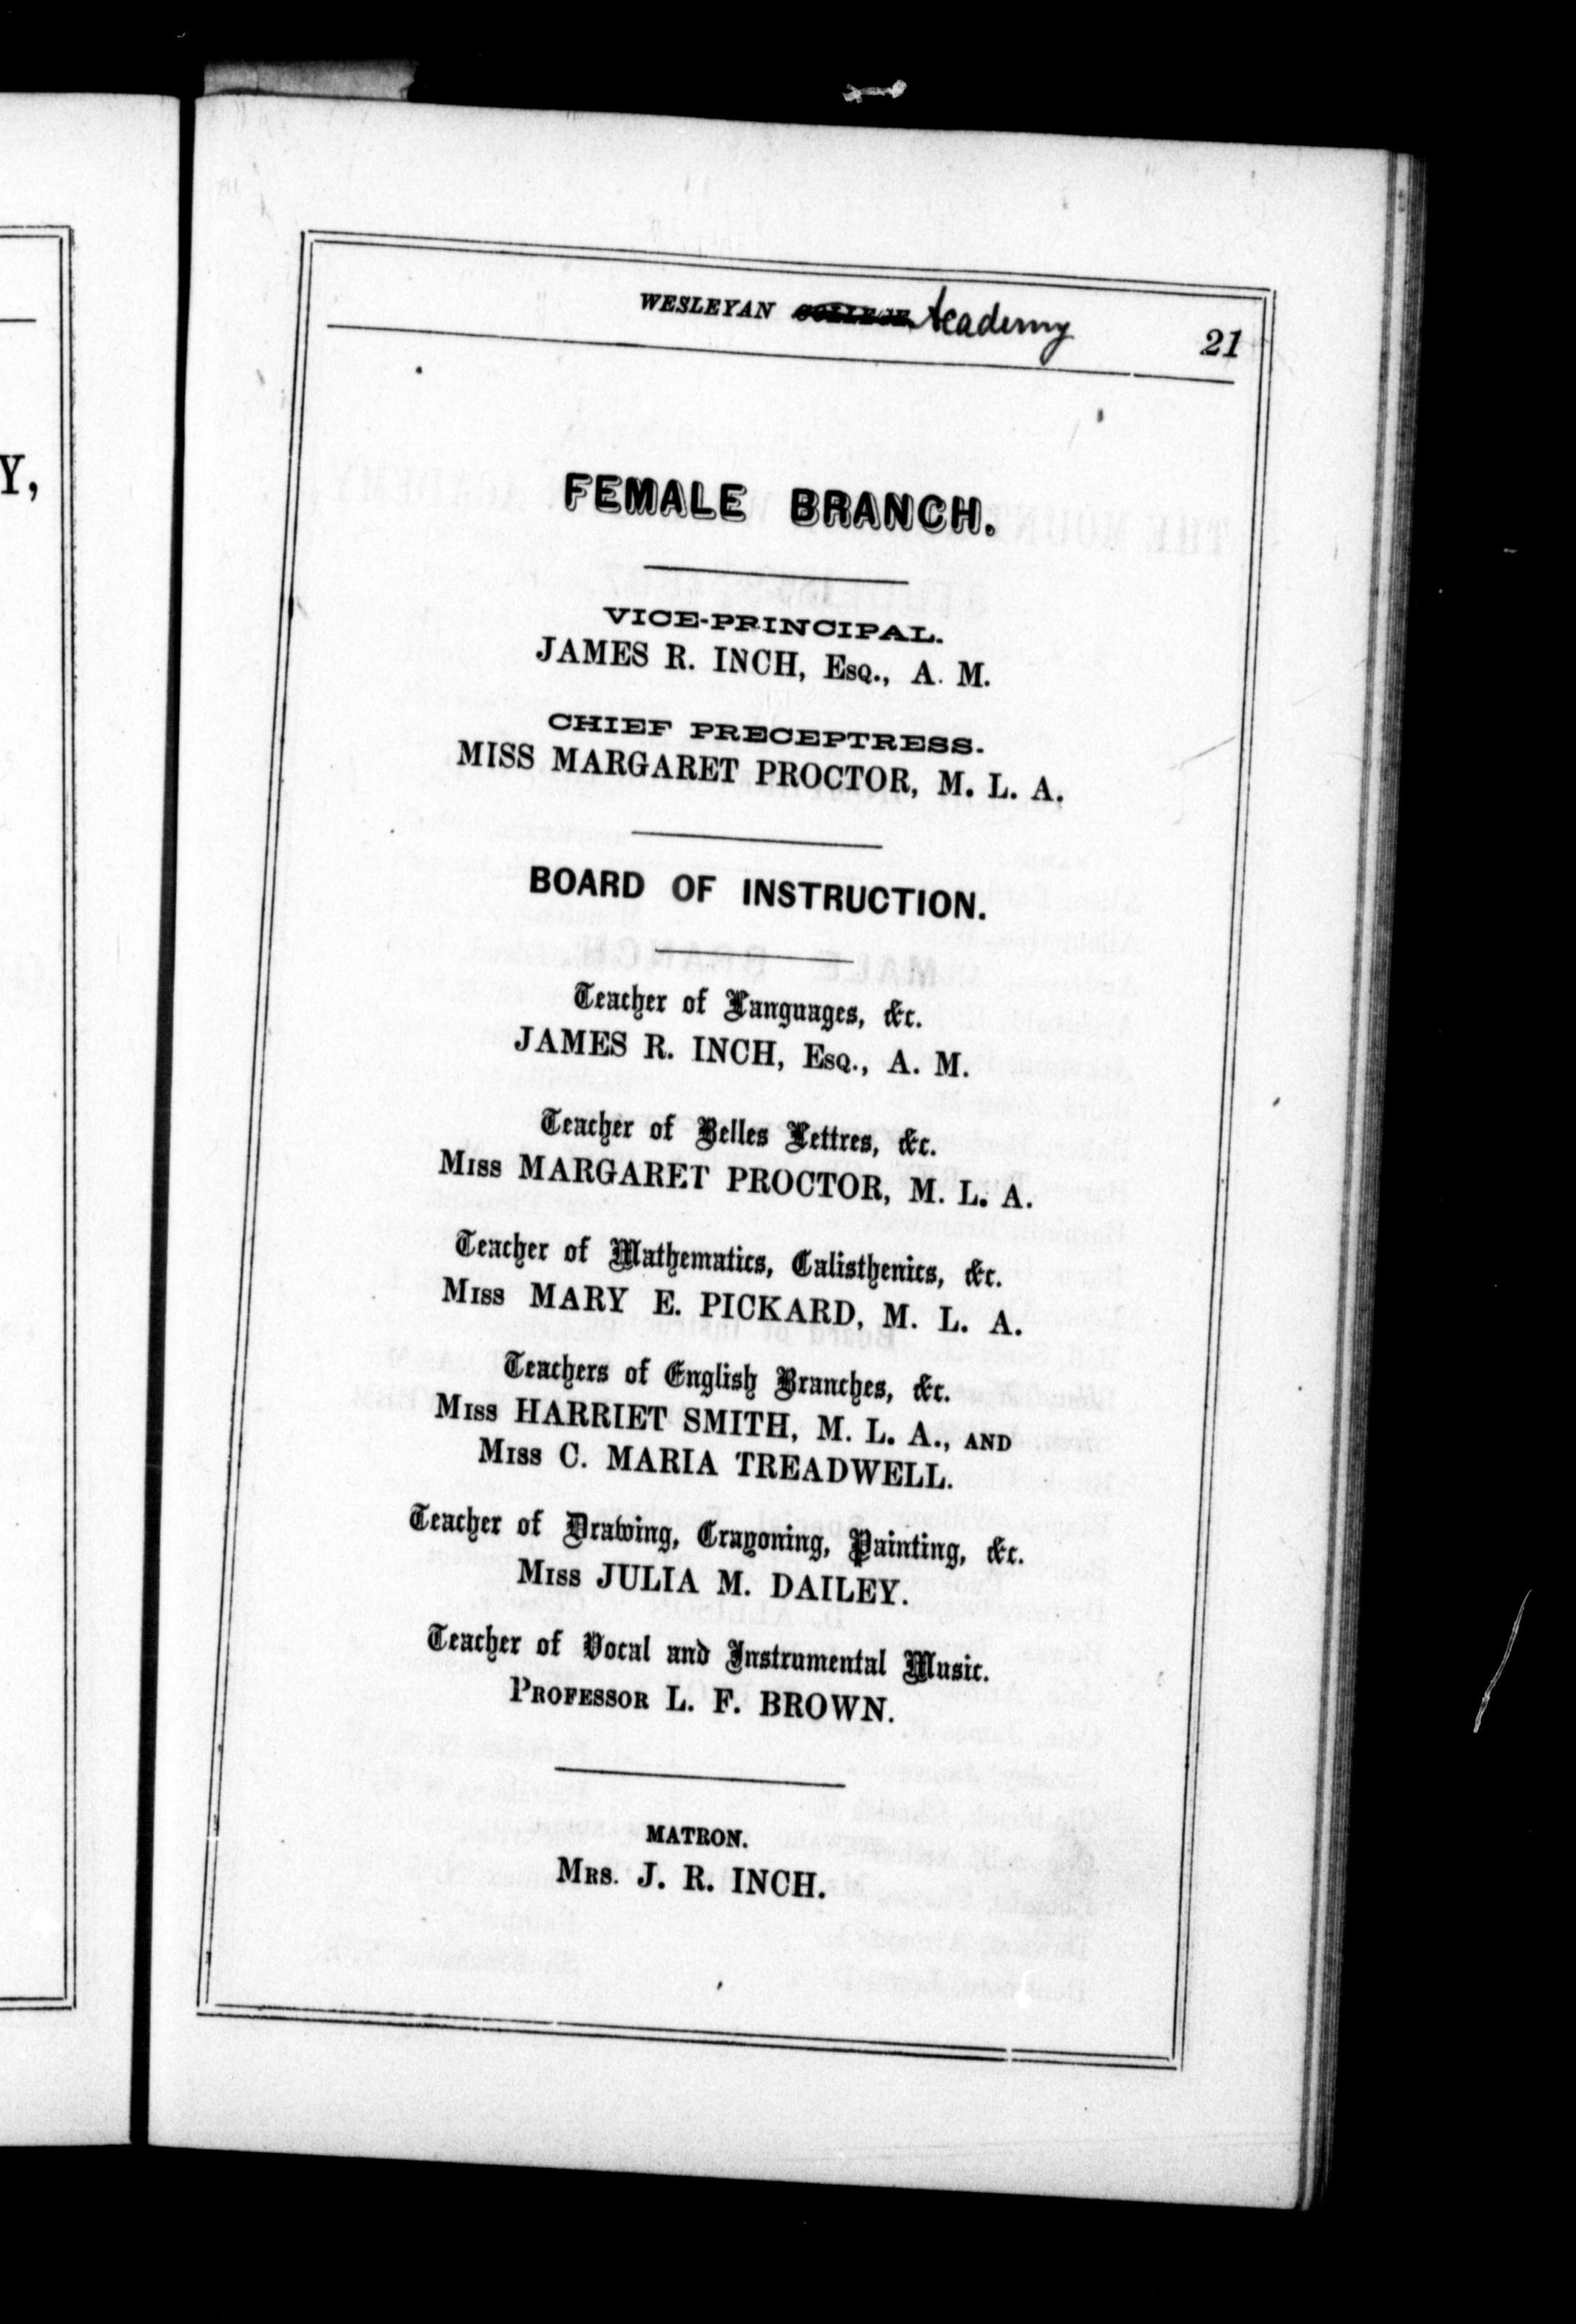 Y,
WESLEYAN COLLEGE. Academy 21
FEMALE BRANCH.
VICE-PRINCIPAL.
JAMES R. INCH, Esq., A. M.
CHIEF PRECEPTRESS.
MISS MARGARET PROCTOR, M. L. A.
BOARD OF INSTRUCTION.
Teacher of Languages, &c.
JAMES R. INCH, Esq., A. M.
Teacher of Belles Lettres, &c.
Miss MARGARET PROCTOR, M. L. A.
Teacher of Mathematics, Calisthenics, &c.
Miss MARY E. PICKARD, M. L. A.
Teachers of English Branches, &c.
Miss HARRIET SMITH, M. L. A., AND
Miss C. MARIA TREADWELL.
Teacher of Drawing, Crayoning, Painting, &c.
Miss JULIA M. DAILEY.
Teacher of Vocal and Instrumental Music.
Professor L. F. BROWN.
MATRON.
Mrs. J. R. INCH.